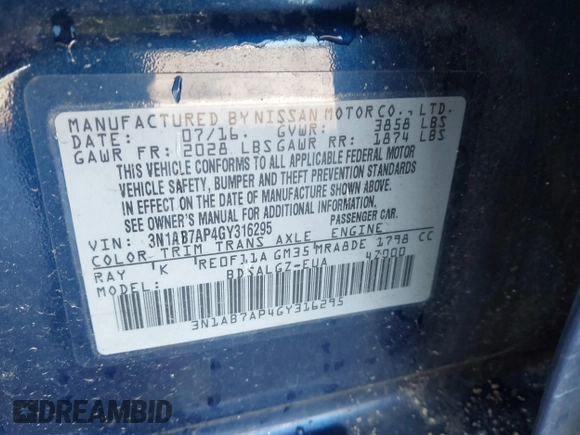 MANUFACTURED BY NISSAN MOTOR CO., LTD.
DATE: 07/16. GVWR: 3858 LBS
GAWR FR: 2028 LBS GAWR RR: 1874 LBS
THIS VEHICLE CONFORMS TO ALL APPLICABLE FEDERAL MOTOR
VEHICLE SAFETY, BUMPER AND THEFT PREVENTION STANDARDS
IN EFFECT ON THE DATE OF MANUFACTURE SHOWN ABOVE.
SEE OWNER'S MANUAL FOR ADDITIONAL INFORMATION.
VIN: 3N1AB7AP4GY316295 PASSENGER CAR.
COLOR TRIM TRANS AXLE ENGINE
RAY 'K RE0F11A GM35 MRA8DE 1798 CC
MODEL: BDSALGZ-EUA 47000
3N1AB7AP4GY316295
DREAMBID